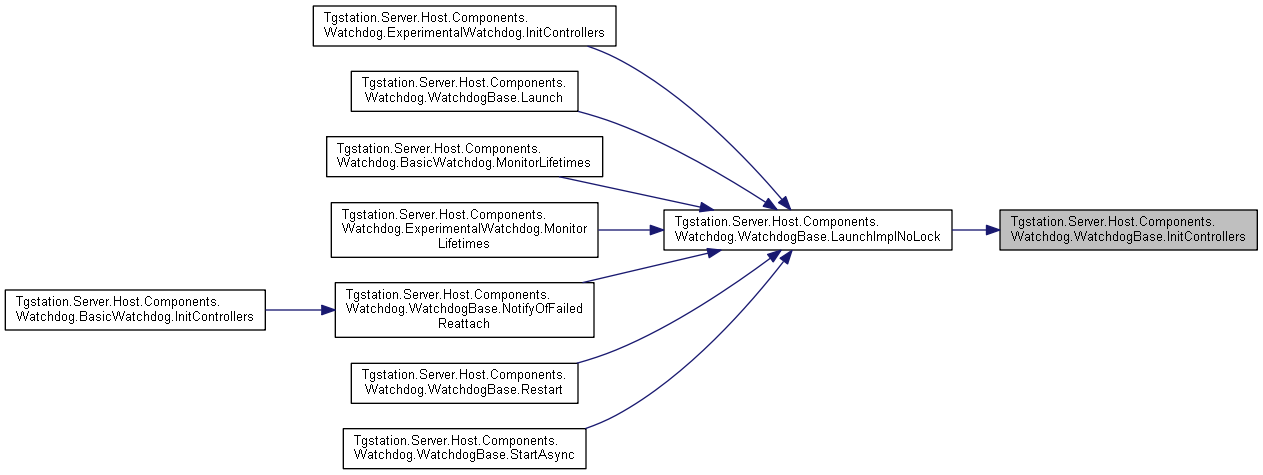 Tgstation.Server.Host.Components.
Watchdog.ExperimentalWatchdog.InitControllers
Tgstation.Server.Host.Components.
Watchdog.WatchdogBase.Launch
Tgstation.Server.Host.Components.
Watchdog.BasicWatchdog.MonitorLifetimes
Tgstation.Server.Host.Components.
Watchdog.ExperimentalWatchdog.Monitor
Lifetimes
Tgstation.Server.Host.Components.
Watchdog.WatchdogBase.LaunchImplNoLock
Tgstation.Server.Host.Components.
Watchdog.WatchdogBase.InitControllers
Tgstation.Server.Host.Components.
Watchdog.BasicWatchdog.InitControllers
Tgstation.Server.Host.Components.
Watchdog.WatchdogBase.NotifyOfFailed
Reattach
Tgstation.Server.Host.Components.
Watchdog.WatchdogBase.Restart
Tgstation.Server.Host.Components.
Watchdog.WatchdogBase.StartAsync